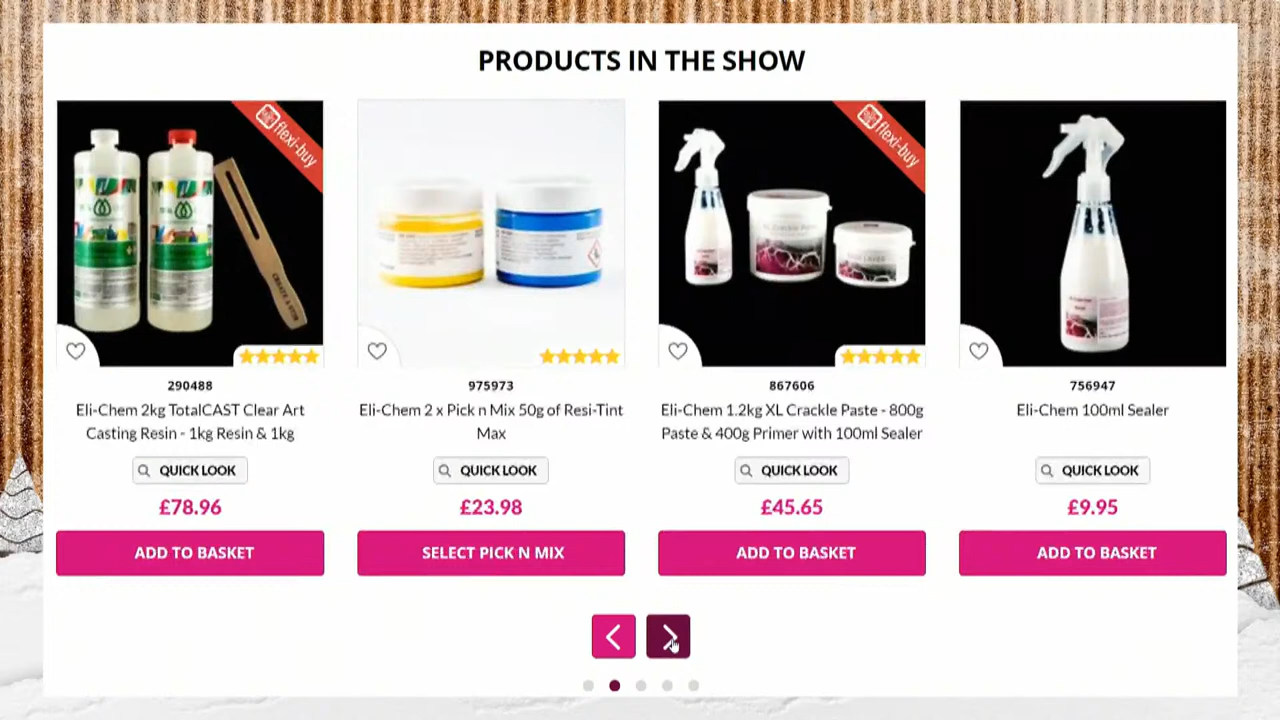 PRODUCTS IN THE SHOW
flexi-buy
flexi-buy
290488
Eli-Chem 2kg TotalCAST Clear Art
Casting Resin - 1kg Resin & 1kg
QUICK LOOK
£78.96
ADD TO BASKET
975973
Eli-Chem 2 x Pick n Mix 50g of Resi-Tint
Max
QUICK LOOK
£23.98
SELECT PICK N MIX
867606
Eli-Chem 1.2kg XL Crackle Paste - 800g
Paste & 400g Primer with 100ml Sealer
QUICK LOOK
£45.65
ADD TO BASKET
756947
Eli-Chem 100ml Sealer
QUICK LOOK
£9.95
ADD TO BASKET